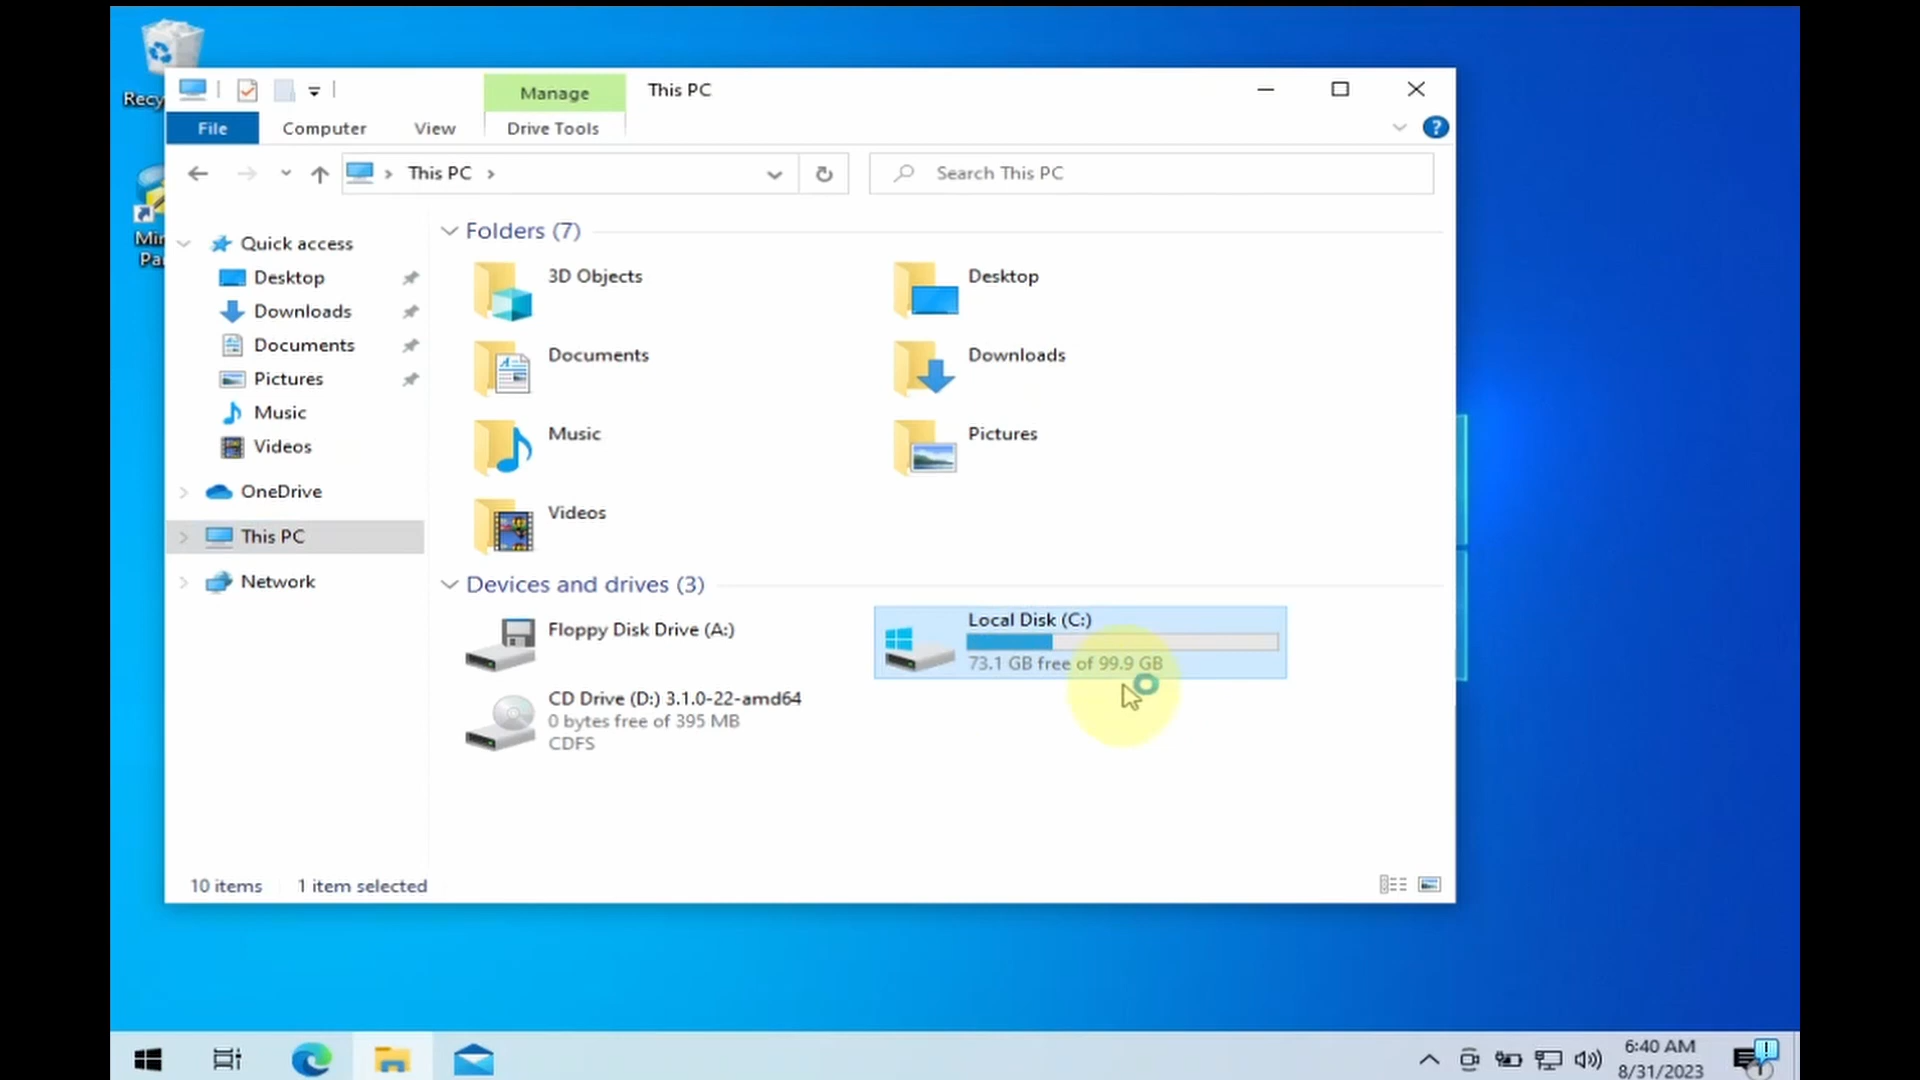 Recy
Manage
This PC
File
Computer
View
Drive Tools
This PC
Search This PC
Min
Pa
Quick access
Desktop
Downloads
Documents
Pictures
Music
Videos
OneDrive
This PC
Network
Folders (7)
3D Objects
Desktop
Documents
Downloads
Music
Pictures
Videos
Devices and drives (3)
Floppy Disk Drive (A:)
Local Disk (C:)
73.1 GB free of 99.9 GB
CD Drive (D:) 3.1.0-22-amd64
0 bytes free of 395 MB
CDFS
10 items
1 item selected
6:40 AM
8/31/2023
1